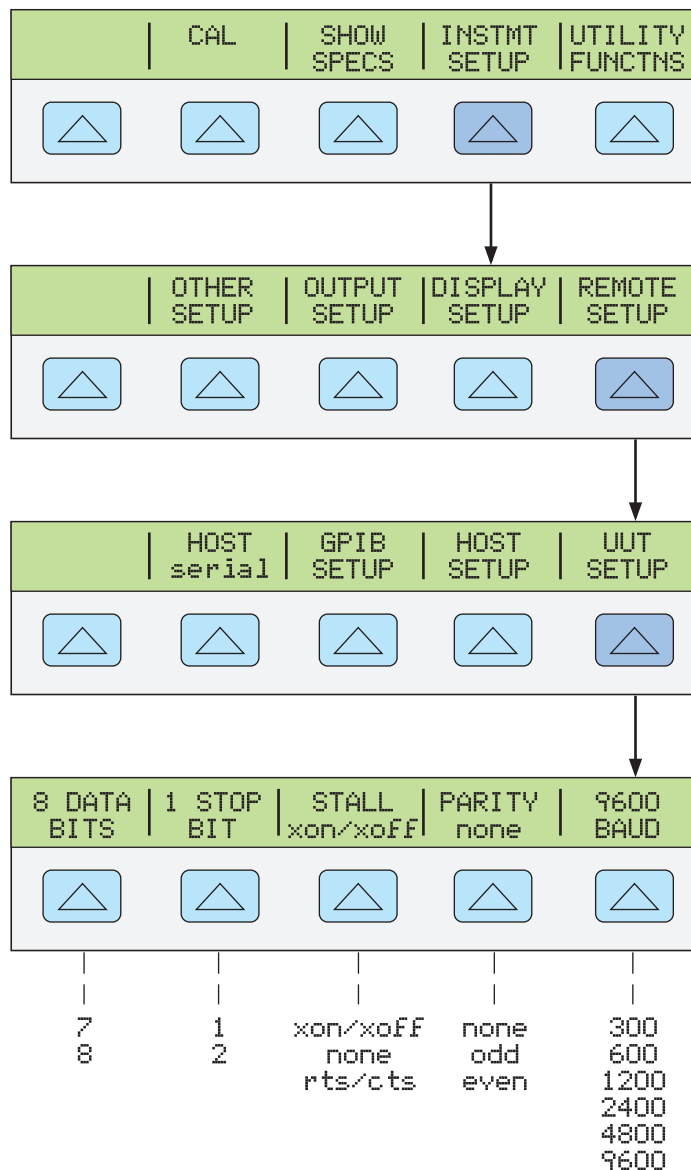 CAL | SHOW | INSTMT | UTILITY
SPECS | SETUP | FUNCTNS
OTHER | OUTPUT | DISPLAY | REMOTE
SETUP | SETUP | SETUP | SETUP
HOST | GPIB | HOST | UUT
serial | SETUP | SETUP | SETUP
8 DATA | 1 STOP | STALL | PARITY | 9600
BITS | BIT | xon/xoff | none | BAUD
7 1 xon/xoff none 300
8 2 none odd 600
rts/cts even 1200
2400
4800
9600